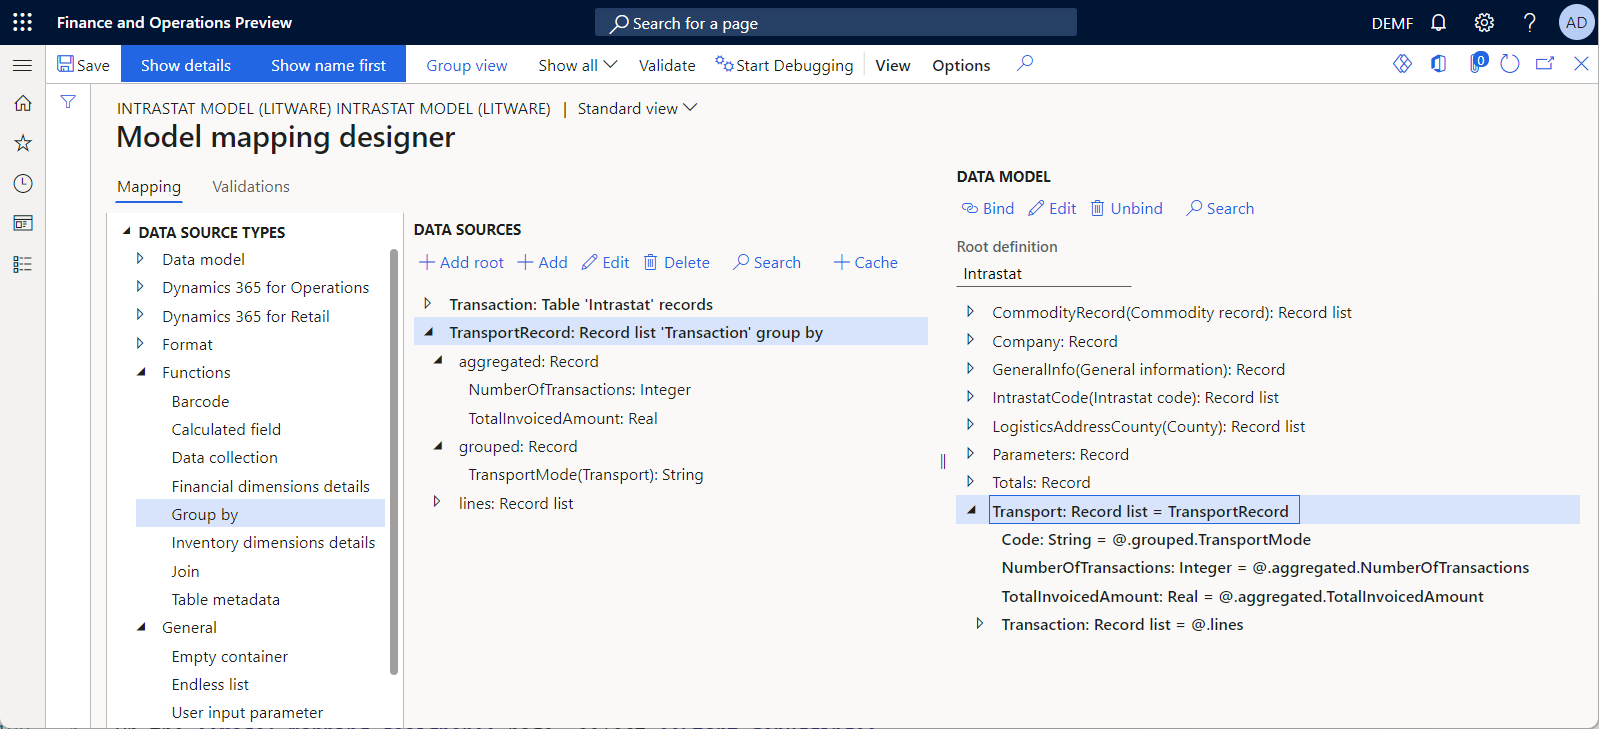 Finance and Operations Preview
Search for a page
DEMF
AD
Save
Show details
Show name first
Group view
Show all
Validate
Start Debugging
View
Options
0
INTRASTAT MODEL (LITWARE) INTRASTAT MODEL (LITWARE) | Standard view
Model mapping designer
Mapping
Validations
DATA SOURCE TYPES
Data model
Dynamics 365 for Operations
Dynamics 365 for Retail
Format
Functions
Barcode
Calculated field
Data collection
Financial dimensions details
Group by
Inventory dimensions details
Join
Table metadata
General
Empty container
Endless list
User input parameter
DATA SOURCES
Add root
Add
Edit
Delete
Search
Cache
Transaction: Table 'Intrastat' records
TransportRecord: Record list 'Transaction' group by
aggregated: Record
NumberOfTransactions: Integer
TotalInvoicedAmount: Real
grouped: Record
TransportMode(Transport): String
lines: Record list
DATA MODEL
Bind
Edit
Unbind
Search
Root definition
Intrastat
CommodityRecord(Commodity record): Record list
Company: Record
GeneralInfo(General information): Record
IntrastatCode(Intrastat code): Record list
LogisticsAddressCounty(County): Record list
Parameters: Record
Totals: Record
Transport: Record list = TransportRecord
Code: String = @.grouped.TransportMode
NumberOfTransactions: Integer = @.aggregated.NumberOfTransactions
TotalInvoicedAmount: Real = @.aggregated.TotalInvoicedAmount
Transaction: Record list = @.lines